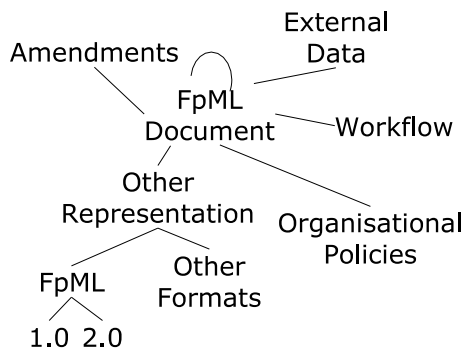 External
Data
Amendments
FpML
Document
Workflow
Other
Representation
Organisational
Policies
Other
Formats
FpML
1.0 2.0